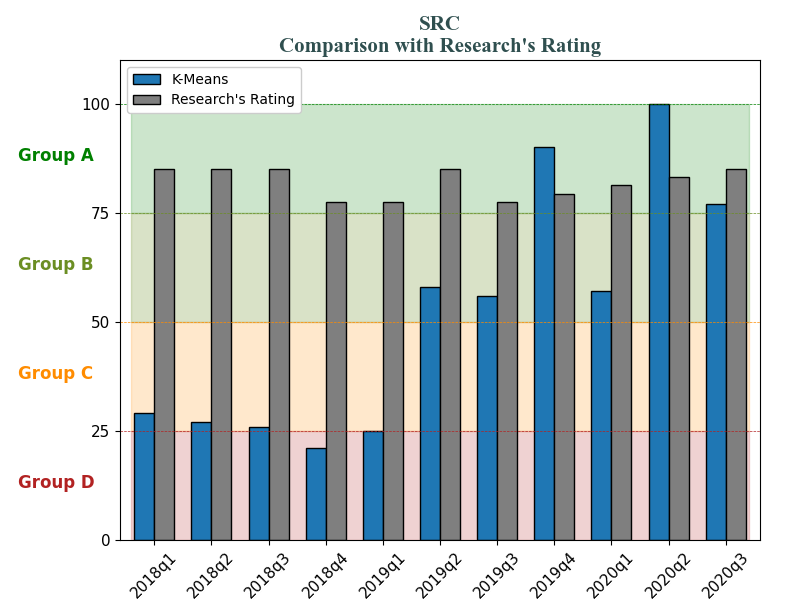 SRC
Comparison with Research's Rating
K-Means
Research's Rating
100
Group A
75
Group B
50
Group C
25
Group D
0
2018q1
2018q2
2018q3
2018q4
2019q1
2019q2
2019q3
2019q4
2020q1
2020q2
2020q3